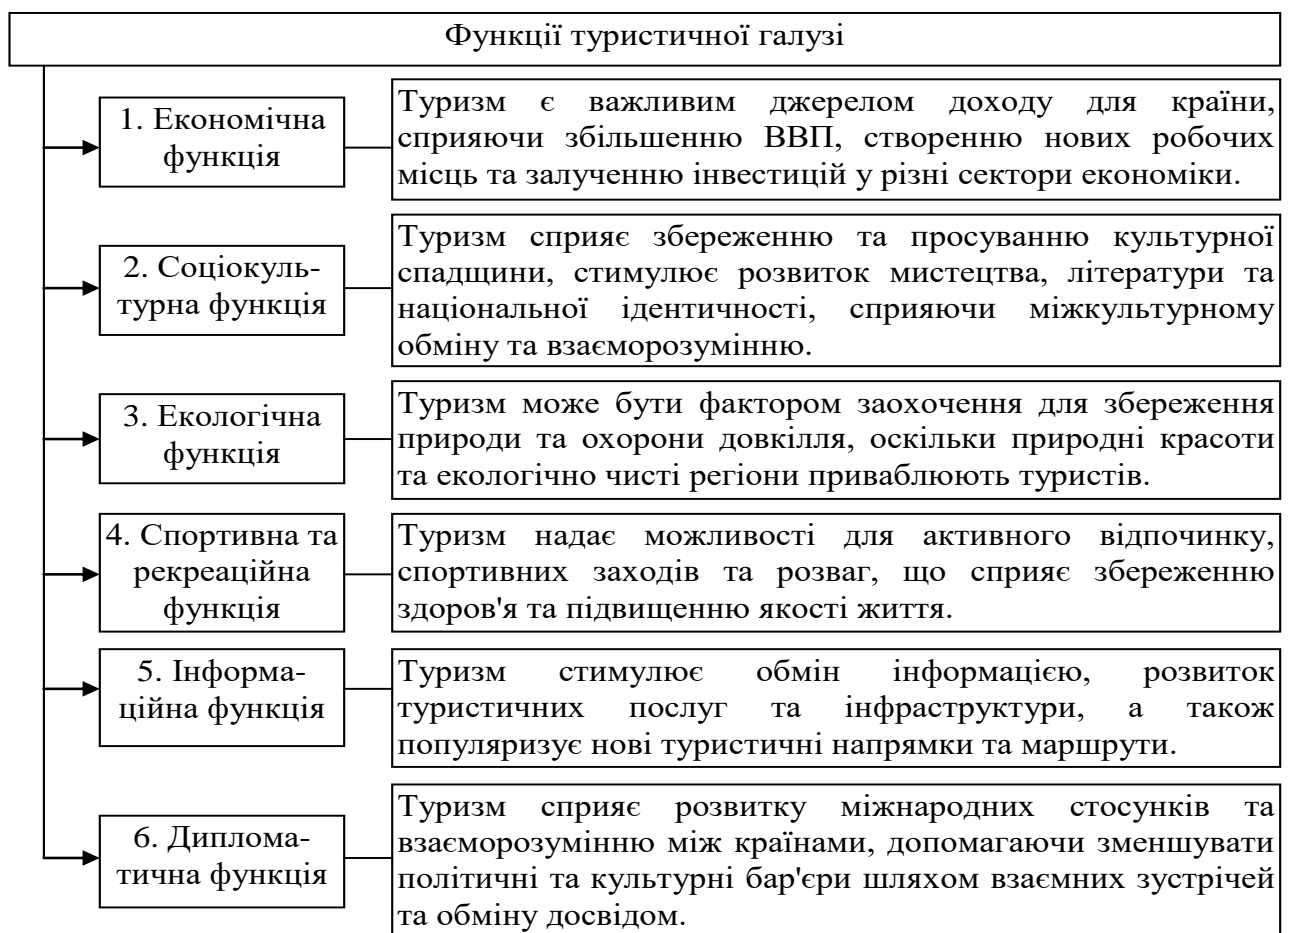 Функції туристичної галузі
1. Економічна
функція
Туризм є важливим джерелом доходу для країни,
сприяючи збільшенню ВВП, створенню нових робочих
місць та залученню інвестицій у різні сектори економіки.
2. Соціокуль-
турна функція
Туризм сприяє збереженню та просуванню культурної
спадщини, стимулює розвиток мистецтва, літератури та
національної ідентичності, сприяючи міжкультурному
обміну та взаєморозумінню.
3. Екологічна
функція
Туризм може бути фактором заохочення для збереження
природи та охорони довкілля, оскільки природні красоти
та екологічно чисті регіони приваблюють туристів.
4. Спортивна та
рекреаційна
функція
Туризм надає можливості для активного відпочинку,
спортивних заходів та розваг, що сприяє збереженню
здоров'я та підвищенню якості життя.
5. Інформа-
ційна функція
Туризм стимулює обмін інформацією, розвиток
туристичних послуг та інфраструктури, а також
популяризує нові туристичні напрямки та маршрути.
6. Диплома-
тична функція
Туризм сприяє розвитку міжнародних стосунків та
взаєморозумінню між країнами, допомагаючи зменшувати
політичні та культурні бар'єри шляхом взаємних зустрічей
та обміну досвідом.